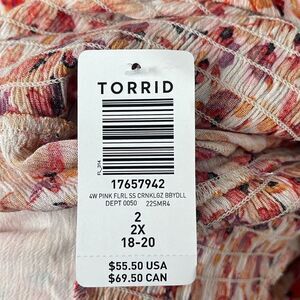 TORRID
FL_014
17657942
4W PINK FLRL SS CRNKLGZ BBYDLL
DEPT 0050 22SMR4
2
2X
18-20
$55.50 USA
$69.50 CAN